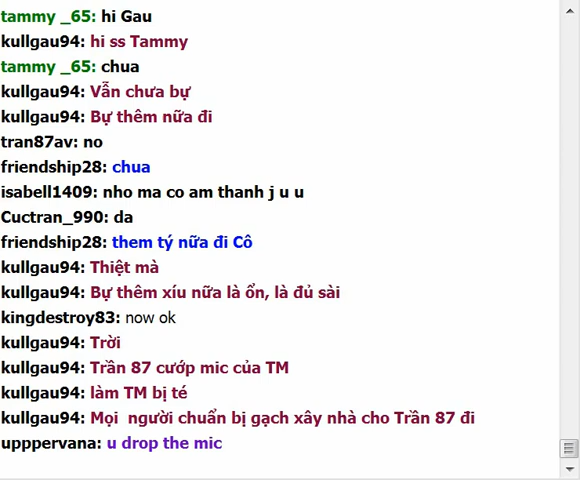 tammy _65: hi Gau
kullgau94: hi ss Tammy
tammy _65: chua
kullgau94: Vẫn chưa bự
kullgau94: Bự thêm nữa đi
tran87av: no
friendship28: chua
isabell1409: nho ma co am thanh j u u
Cuctran_990: da
friendship28: them tý nữa đi Cô
kullgau94: Thiệt mà
kullgau94: Bự thêm xíu nữa là ổn, là đủ sài
kingdestroy83: now ok
kullgau94: Trời
kullgau94: Trần 87 cướp mic của TM
kullgau94: làm TM bị té
kullgau94: Mọi  người chuẩn bị gạch xây nhà cho Trần 87 đi
upppervana: u drop the mic